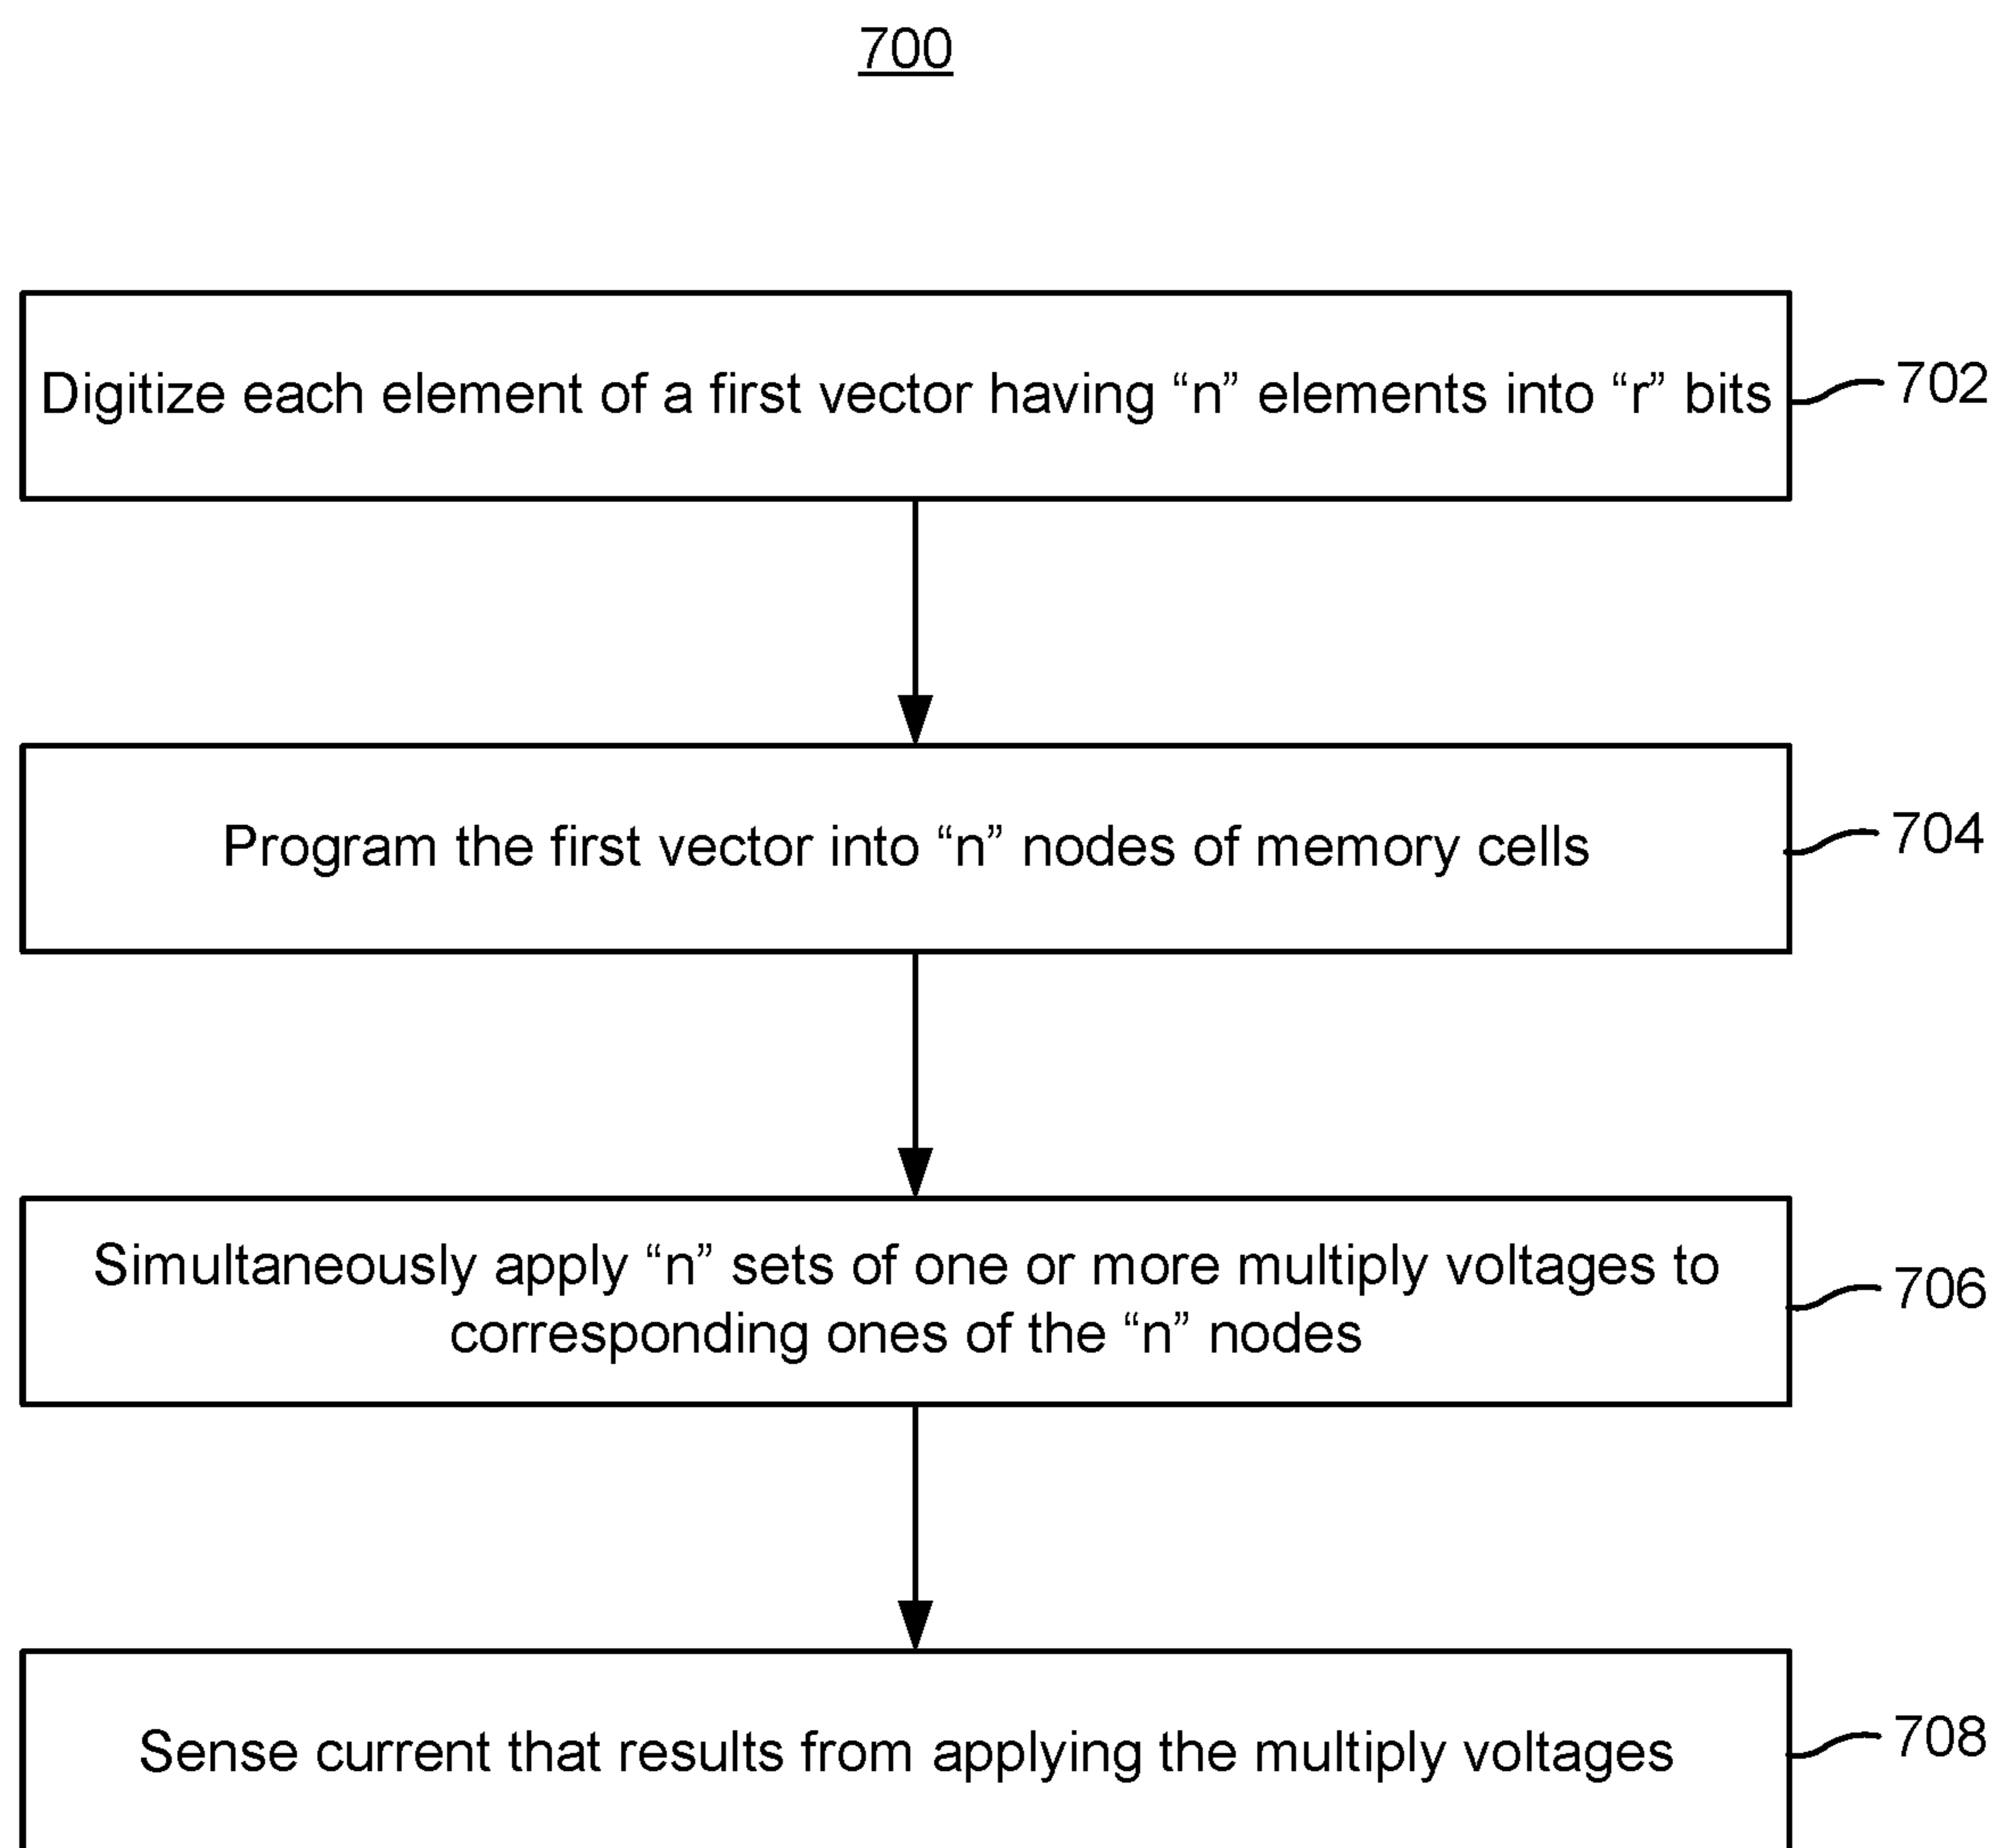 700
Digitize each element of a first vector having “n” elements into “r” bits
702
Program the first vector into “n” nodes of memory cells
704
Simultaneously apply “n” sets of one or more multiply voltages to
corresponding ones of the “n” nodes
706
Sense current that results from applying the multiply voltages
708